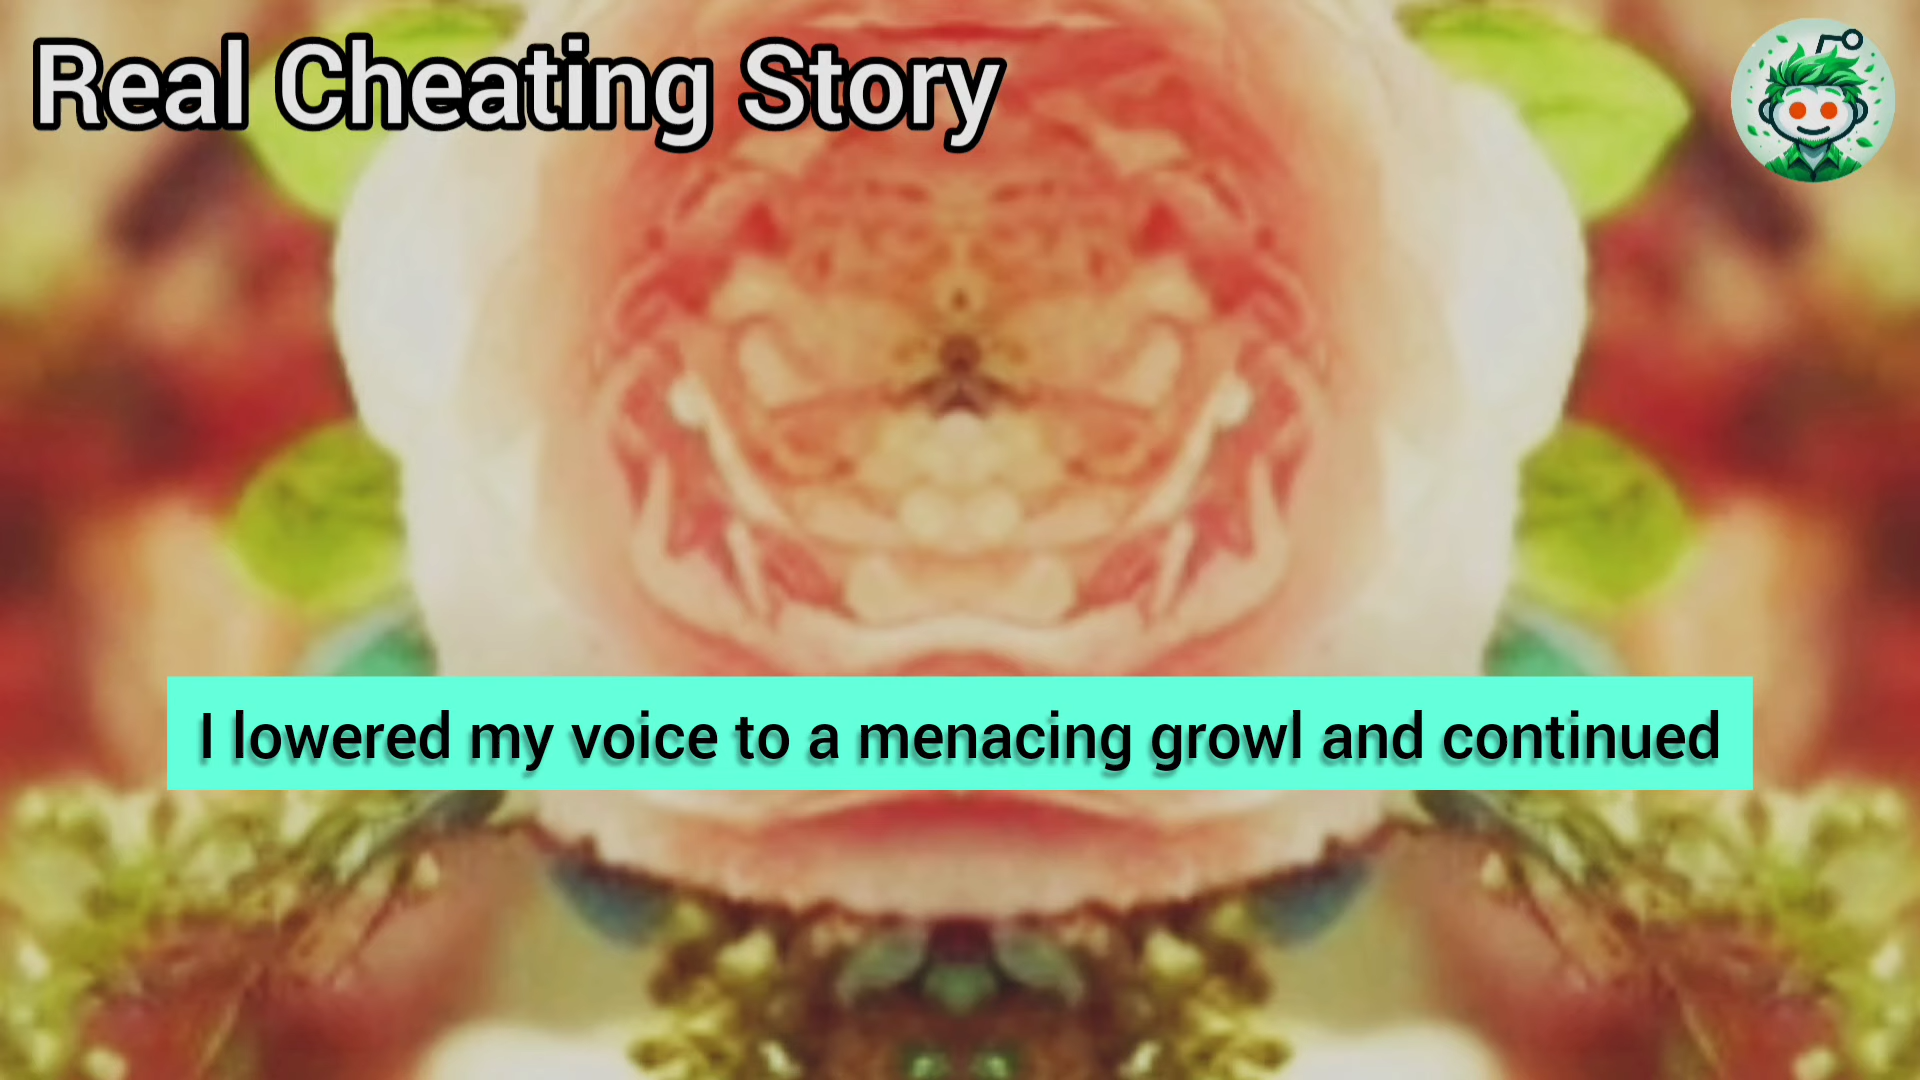 Real Cheating Story
I lowered my voice to a menacing growl and continued